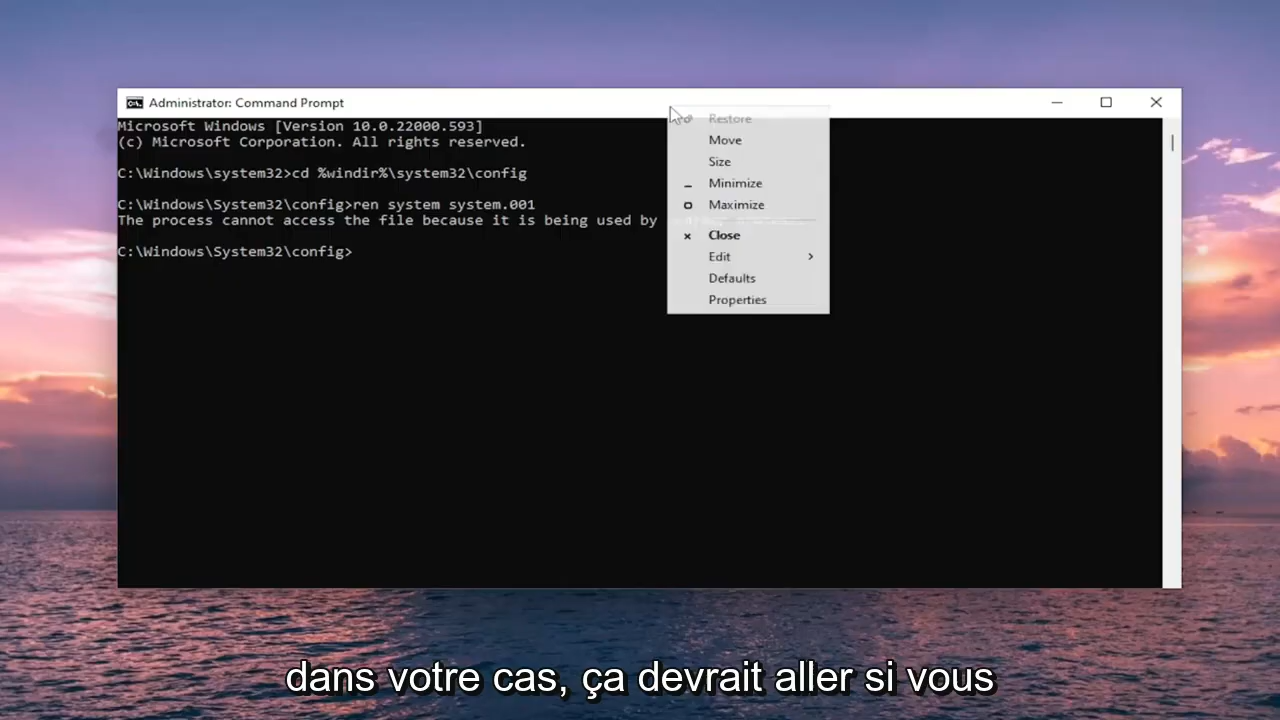 Administrator: Command Prompt
Microsoft Windows [Version 10.0.22000.593]
(c) Microsoft Corporation. All rights reserved.
C:\Windows\system32>cd %windir%\system32\config
C:\Windows\System32\config>ren system system.001
The process cannot access the file because it is being used by
C:\Windows\System32\config>
Restore
Move
Size
Minimize
Maximize
Close
Edit
Defaults
Properties
dans votre cas, ça devrait aller si vous